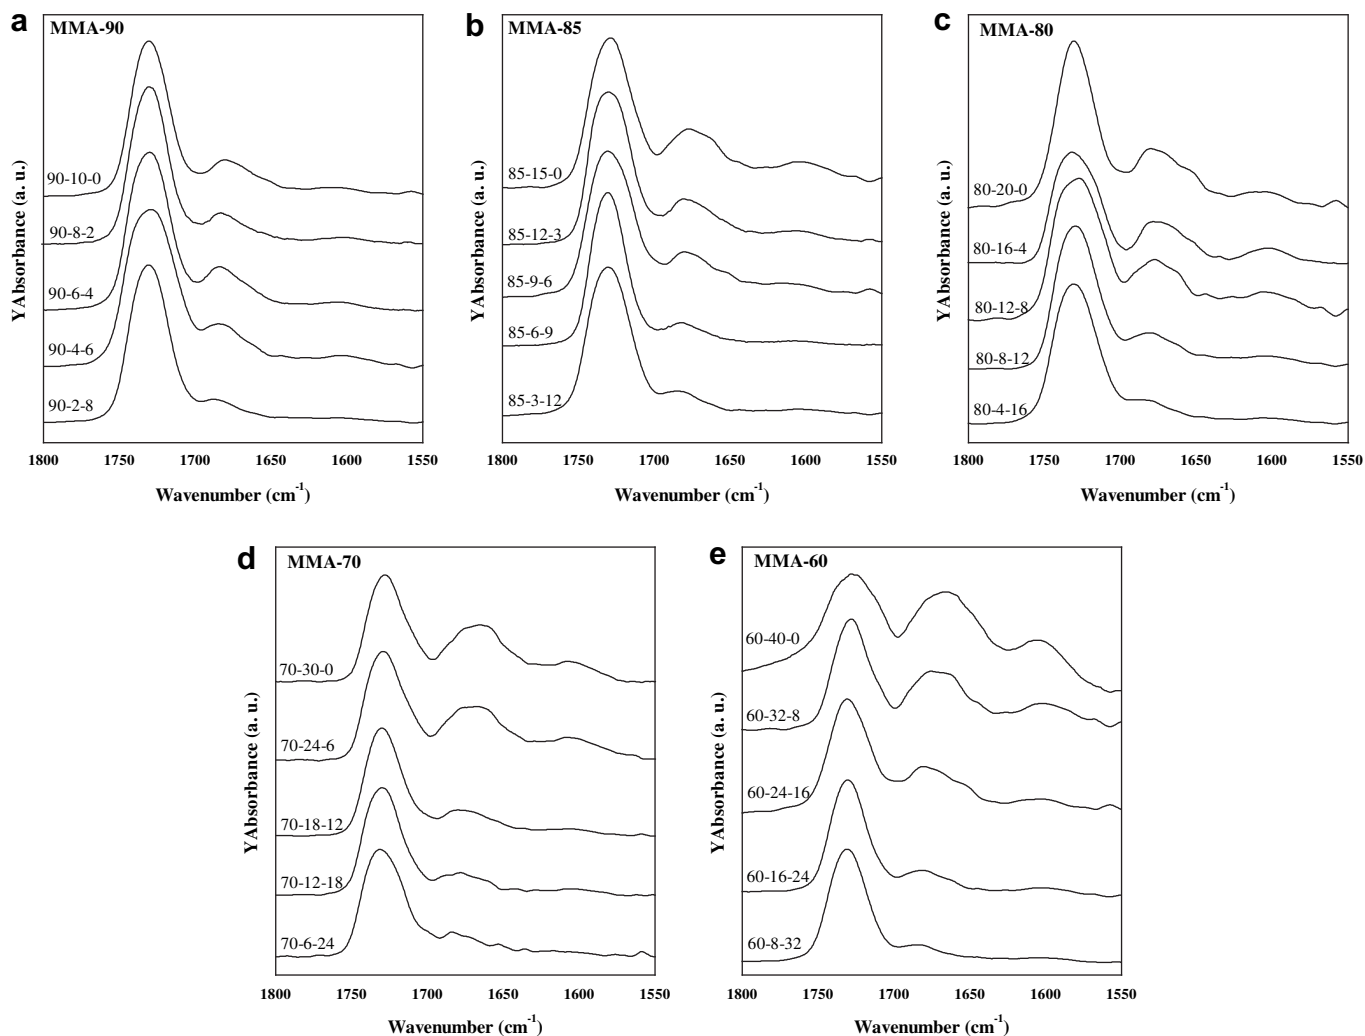 a
MMA-90
YAbsorbance (a. u.)
90-10-0
90-8-2
90-6-4
90-4-6
90-2-8
1800 1750 1700 1650 1600 1550
Wavenumber (cm-1)
b
MMA-85
YAbsorbance (a. u.)
85-15-0
85-12-3
85-9-6
85-6-9
85-3-12
1800 1750 1700 1650 1600 1550
Wavenumber (cm-1)
c
MMA-80
YAbsorbance (a. u.)
80-20-0
80-16-4
80-12-8
80-8-12
80-4-16
1800 1750 1700 1650 1600 1550
Wavenumber (cm-1)
d
MMA-70
YAbsorbance (a. u.)
70-30-0
70-24-6
70-18-12
70-12-18
70-6-24
1800 1750 1700 1650 1600 1550
Wavenumber (cm-1)
e
MMA-60
YAbsorbance (a. u.)
60-40-0
60-32-8
60-24-16
60-16-24
60-8-32
1800 1750 1700 1650 1600 1550
Wavenumber (cm-1)